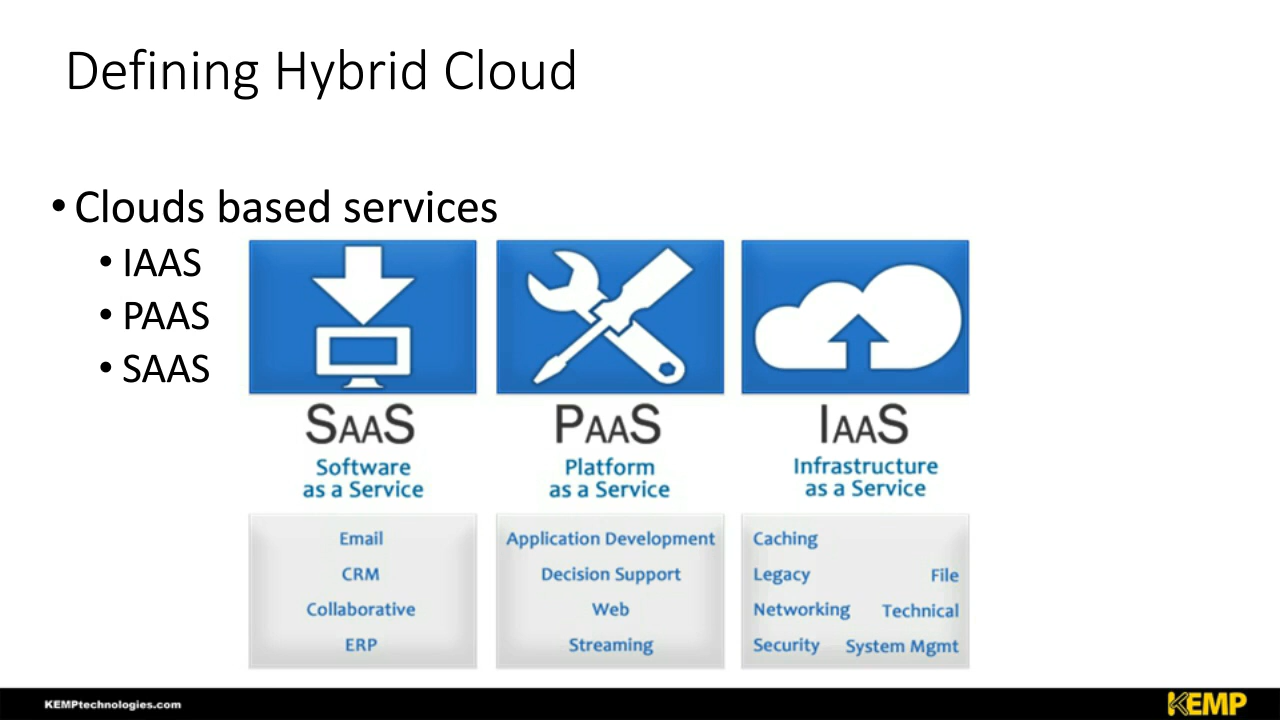 Defining Hybrid Cloud
• Clouds based services
• IAAS
• PAAS
• SAAS
SAAS
Software
as a Service
Email
CRM
Collaborative
ERP
PAAS
Platform
as a Service
Application Development
Decision Support
Web
Streaming
IAAS
Infrastructure
as a Service
Caching
Legacy File
Networking Technical
Security System Mgmt
KEMPtechnologies.com
KEMP